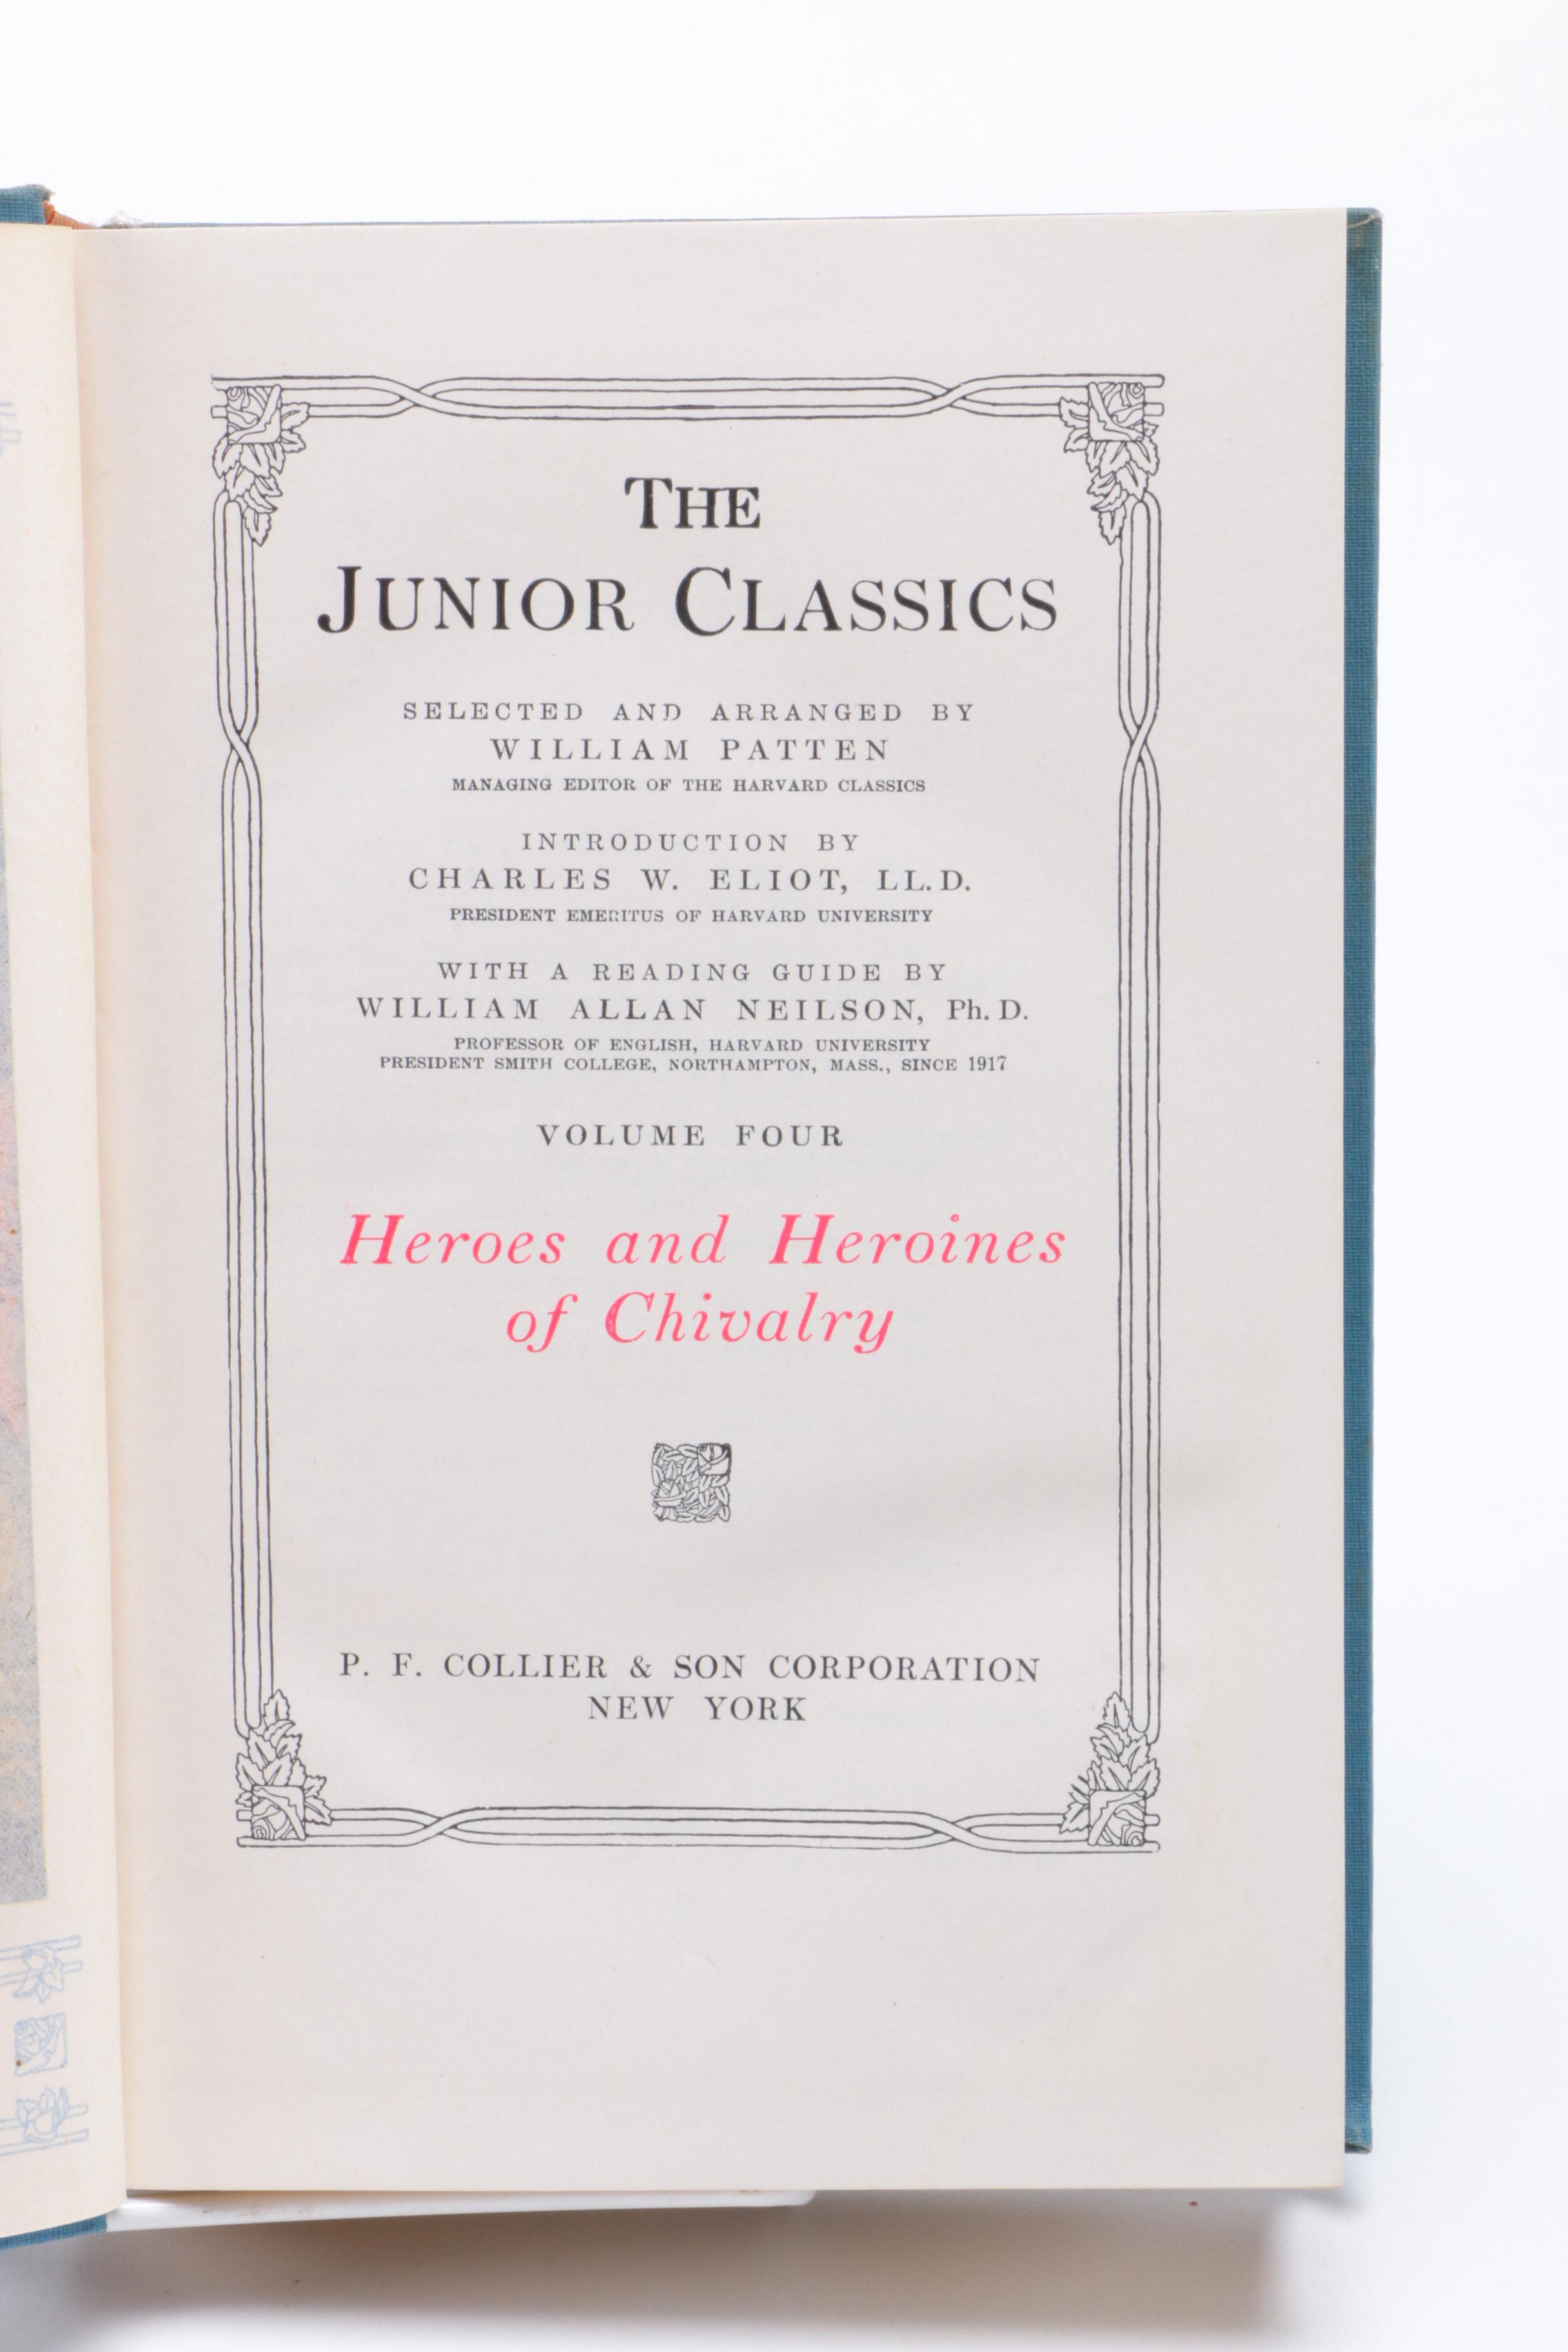 THE
JUNIOR CLASSICS
SELECTED AND ARRANGED BY
WILLIAM PATTEN
MANAGING EDITOR OF THE HARVARD CLASSICS
INTRODUCTION BY
CHARLES W. ELIOT, LL.D.
PRESIDENT EMERITUS OF HARVARD UNIVERSITY
WITH A READING GUIDE BY
WILLIAM ALLAN NEILSON, Ph.D.
PROFESSOR OF ENGLISH, HARVARD UNIVERSITY
PRESIDENT SMITH COLLEGE, NORTHAMPTON, MASS., SINCE 1917
VOLUME FOUR
Heroes and Heroines
of Chivalry
P. F. COLLIER & SON CORPORATION
NEW YORK